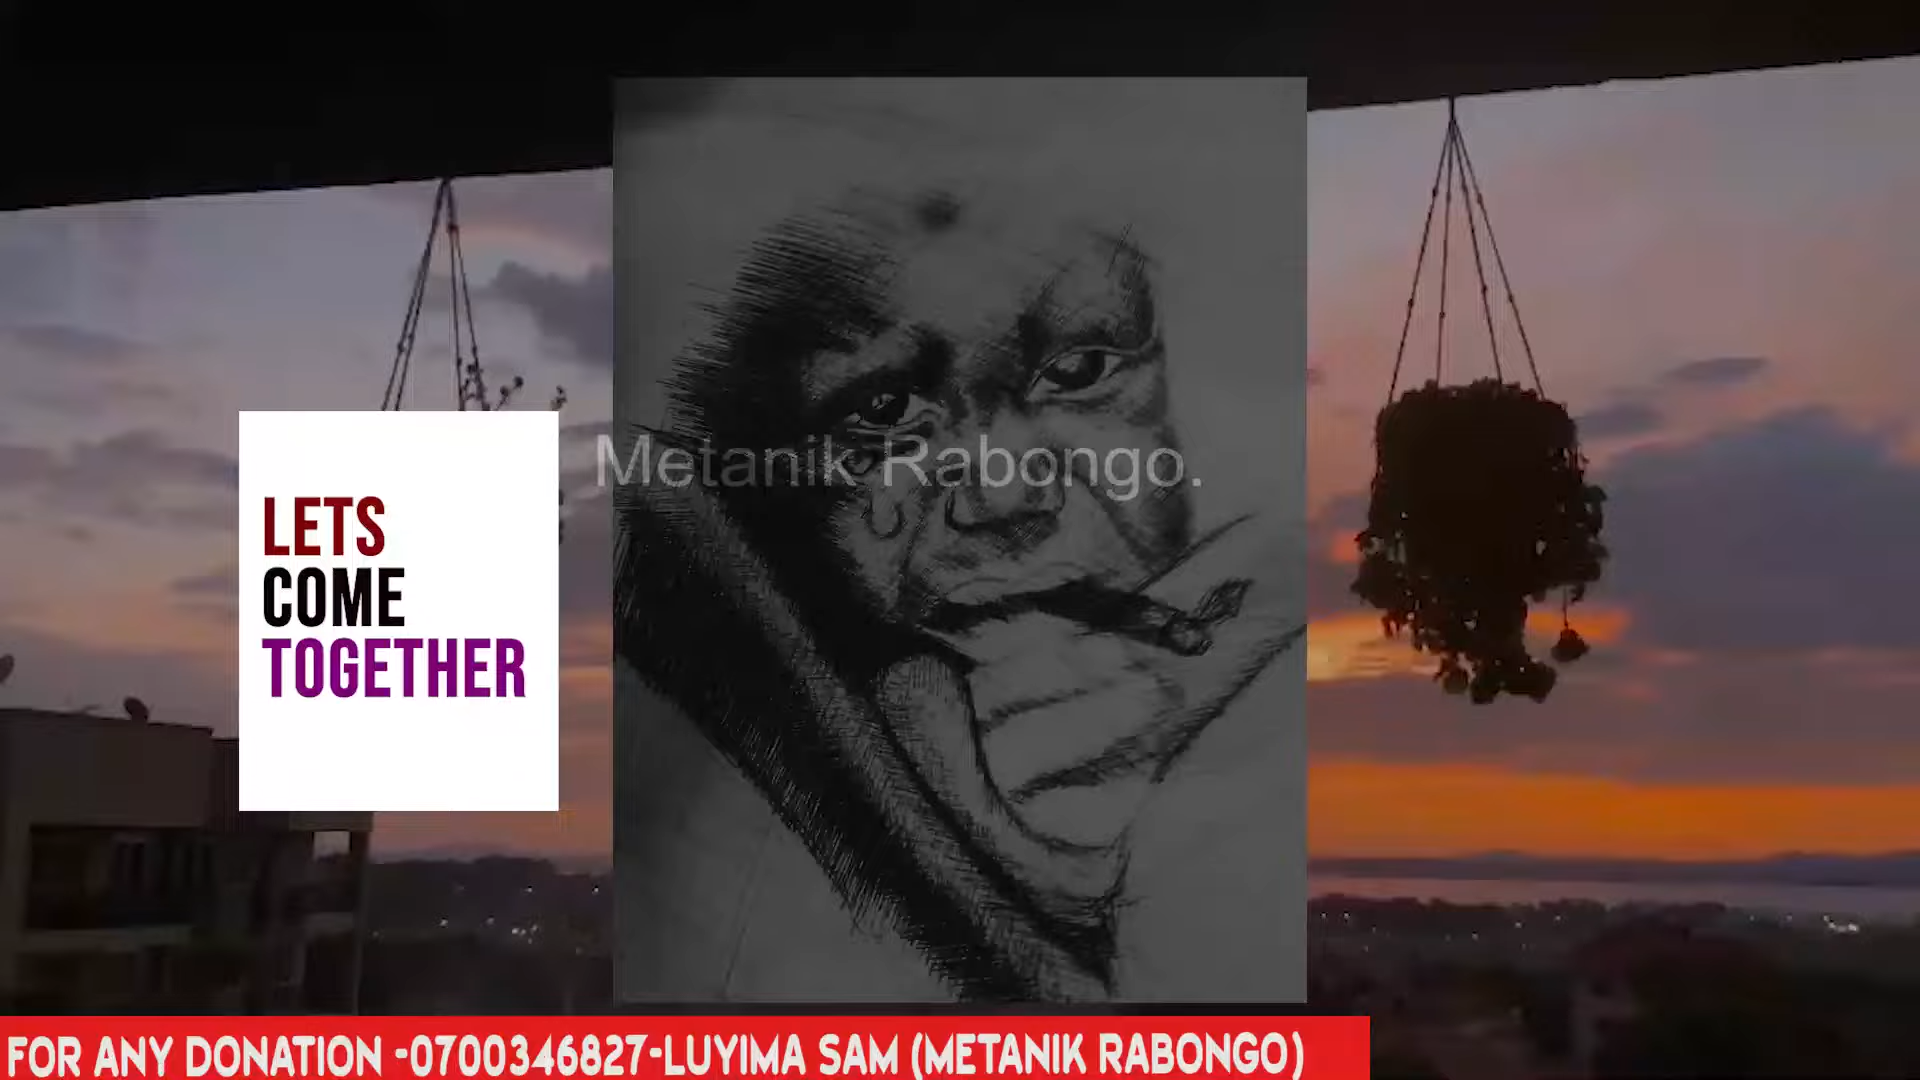 Metanik Rabongo.
LETS
COME
TOGETHER
FOR ANY DONATION -0700346827-LUYIMA SAM (METANIK RABONGO)